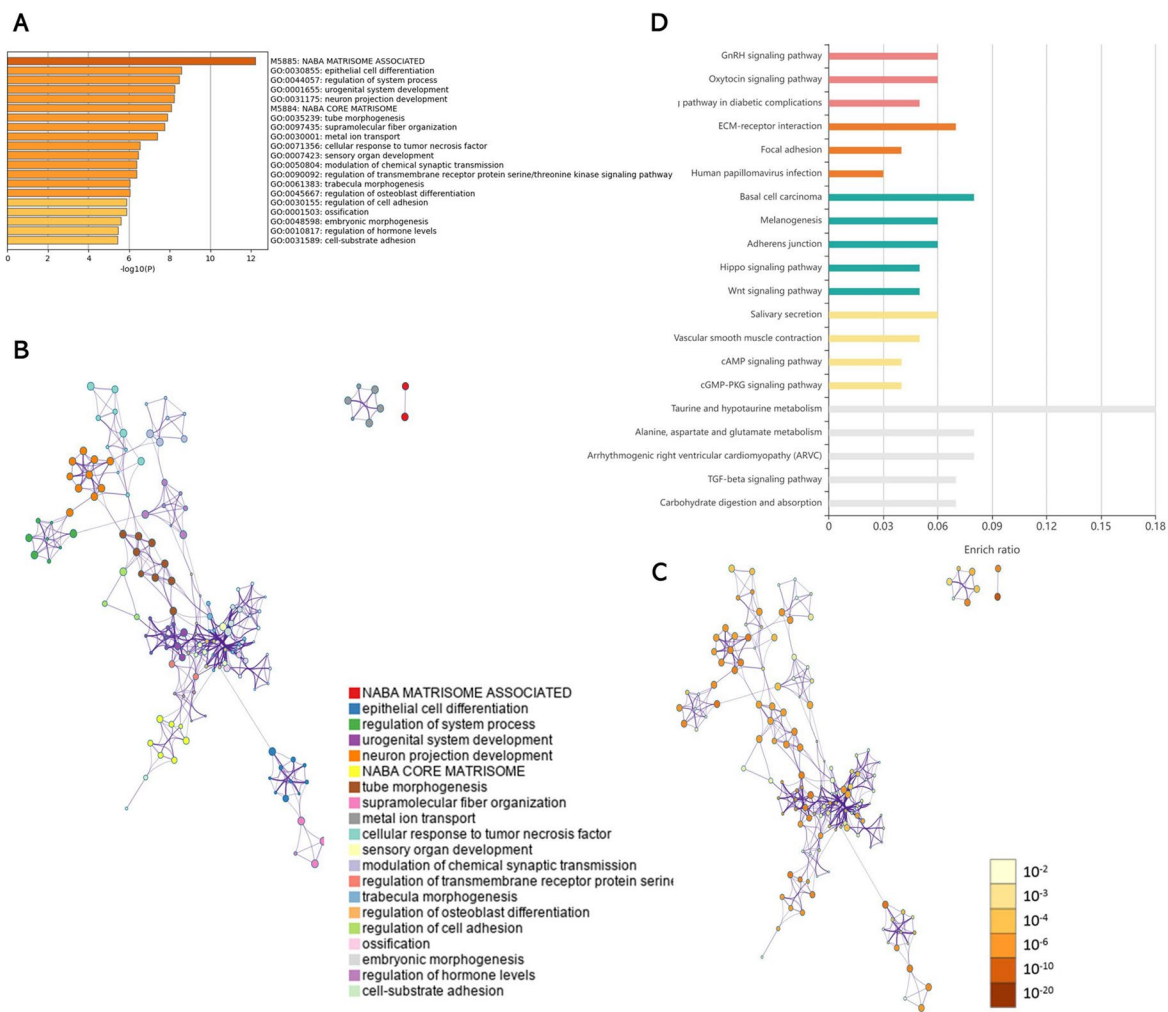 A
M5885: NABA MATRISOME ASSOCIATED
GO:0030855: epithelial cell differentiation
GO:0044057: regulation of system process
GO:0001655: urogenital system development
GO:0031175: neuron projection development
M5884: NABA CORE MATRISOME
GO:0035239: tube morphogenesis
GO:0097435: supramolecular fiber organization
GO:0030001: metal ion transport
GO:0071356: cellular response to tumor necrosis factor
GO:0007423: sensory organ development
GO:0050804: modulation of chemical synaptic transmission
GO:0090092: regulation of transmembrane receptor protein serine/threonine kinase signaling pathway
GO:0061383: trabecula morphogenesis
GO:0045667: regulation of osteoblast differentiation
GO:0030155: regulation of cell adhesion
GO:0001503: ossification
GO:0048598: embryonic morphogenesis
GO:0010817: regulation of hormone levels
GO:0031589: cell-substrate adhesion
0 2 4 6 8 10 12
-log10(P)
D
GnRH signaling pathway
Oxytocin signaling pathway
pathway in diabetic complications
ECM-receptor interaction
Focal adhesion
Human papillomavirus infection
Basal cell carcinoma
Melanogenesis
Adherens junction
Hippo signaling pathway
Wnt signaling pathway
Salivary secretion
Vascular smooth muscle contraction
cAMP signaling pathway
cGMP-PKG signaling pathway
Taurine and hypotaurine metabolism
Alanine, aspartate and glutamate metabolism
Arrhythmogenic right ventricular cardiomyopathy (ARVC)
TGF-beta signaling pathway
Carbohydrate digestion and absorption
0 0.03 0.06 0.09 0.12 0.15 0.18
Enrich ratio
B
NABA MATRISOME ASSOCIATED
epithelial cell differentiation
regulation of system process
urogenital system development
neuron projection development
NABA CORE MATRISOME
tube morphogenesis
supramolecular fiber organization
metal ion transport
cellular response to tumor necrosis factor
sensory organ development
modulation of chemical synaptic transmission
regulation of transmembrane receptor protein serin
trabecula morphogenesis
regulation of osteoblast differentiation
regulation of cell adhesion
ossification
embryonic morphogenesis
regulation of hormone levels
cell-substrate adhesion
C
10⁻²
10⁻³
10⁻⁴
10⁻⁶
10⁻¹⁰
10⁻²⁰